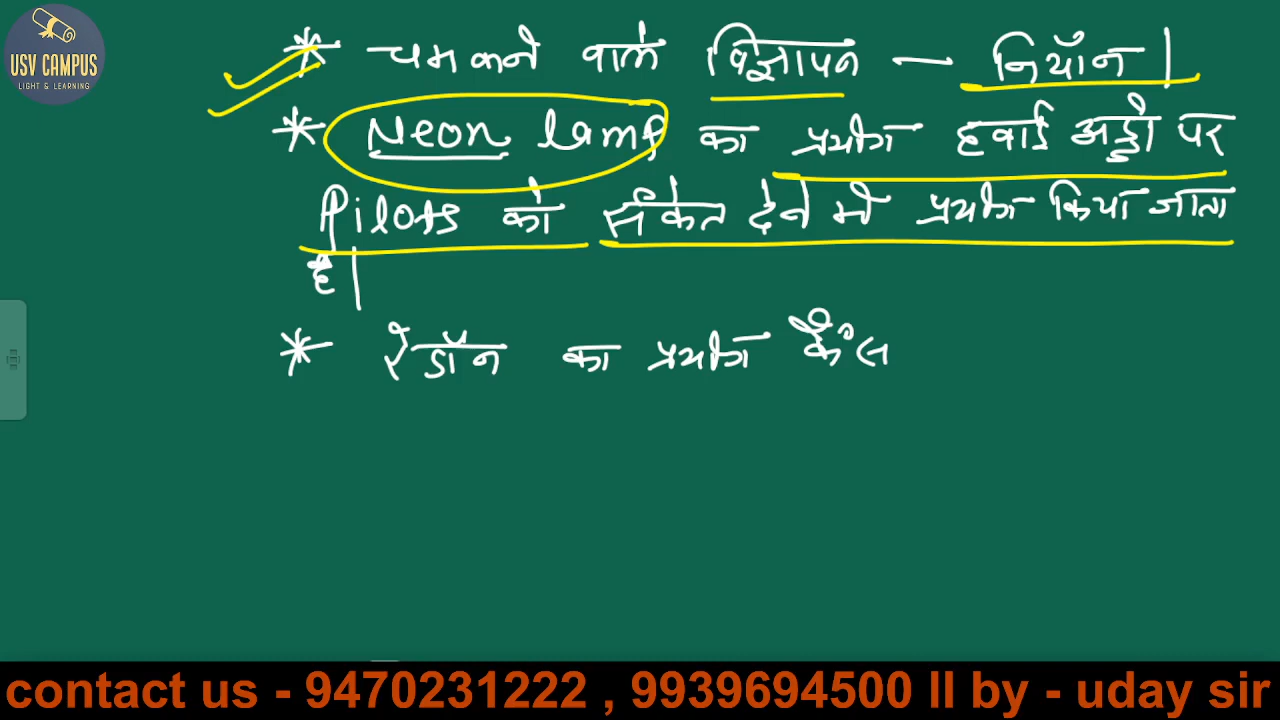 USV CAMPUS
LIGHT & LEARNING
* चमकने वाले विज्ञापन — नियॉन।
* Neon lamp का प्रयोग हवाई अड्डा पर
Pilots को संकेत देने में प्रयोग किया जाता
है।
* रेडॉन का प्रयोग कैंस
contact us - 9470231222 , 9939694500 ll by - uday sir